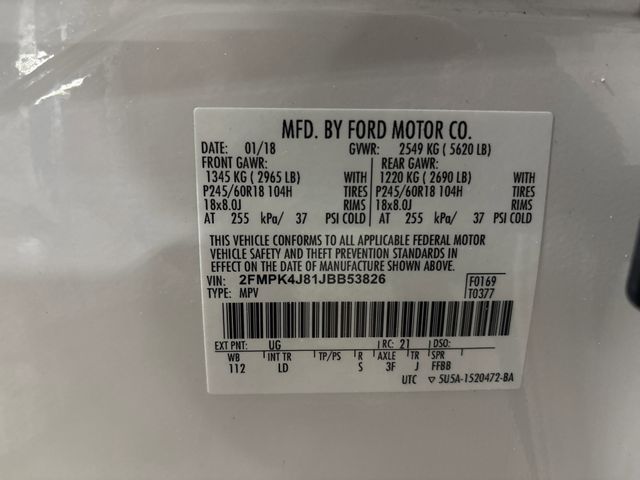 MFD. BY FORD MOTOR CO.
DATE: 01/18 GVWR: 2549 KG ( 5620 LB)
FRONT GAWR: REAR GAWR:
1345 KG ( 2965 LB) WITH 1220 KG ( 2690 LB) WITH
P245/60R18 104H TIRES P245/60R18 104H TIRES
18x8.0J RIMS 18x8.0J RIMS
AT 255 kPa/ 37 PSI COLD AT 255 kPa/ 37 PSI COLD
THIS VEHICLE CONFORMS TO ALL APPLICABLE FEDERAL MOTOR
VEHICLE SAFETY AND THEFT PREVENTION STANDARDS IN
EFFECT ON THE DATE OF MANUFACTURE SHOWN ABOVE.
VIN: 2FMPK4J81JBB53826 F0169
TYPE: MPV T0377
EXT PNT: UG RC: 21 DSO:
WB INT TR TP/PS R AXLE TR SPR
112 LD S 3F J FFBB
UTC ▽ 5U5A-1520472-BA